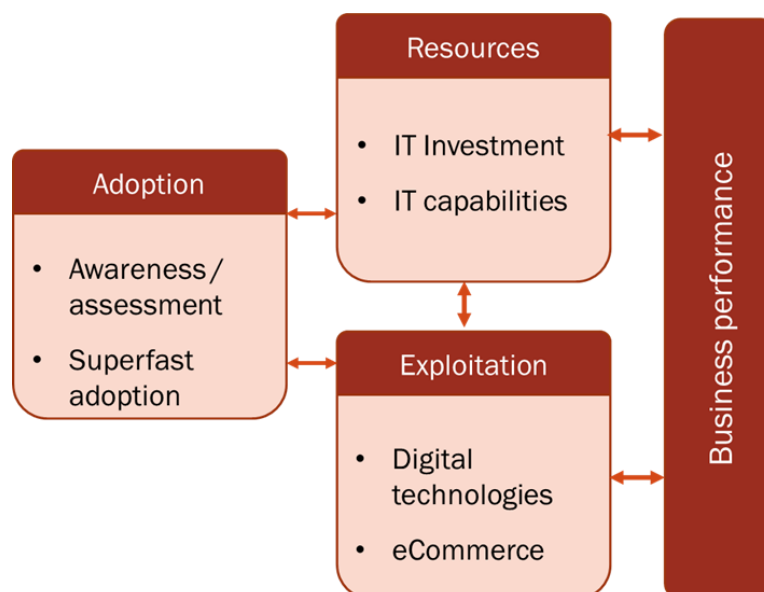 Resources
• IT Investment
• IT capabilities
Adoption
• Awareness/
assessment
• Superfast
adoption
Exploitation
• Digital
technologies
• eCommerce
Business performance